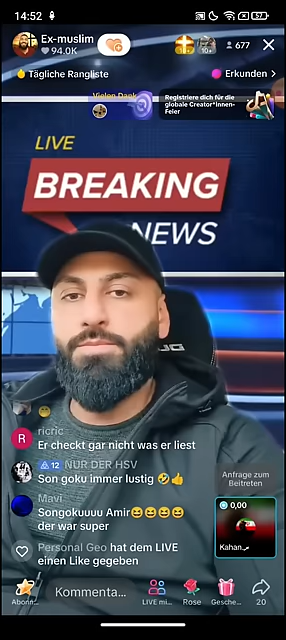 14:52
57
Ex-muslim
94.0K
10+
677
Tägliche Rangliste
Erkunden
Vielen Dank
Registriere dich für die
globale Creator*innen-
Feier
LIVE
BREAKING
NEWS
R
ricric
Er checkt gar nicht was er liest
12 NUR DER HSV
Son goku immer lustig 🤣👍
Mavi
Songokuuuu Amir😆😆😆😆
der war super
Personal Geo hat dem LIVE
einen Like gegeben
Anfrage zum
Beitreten
0,00
Kahan...
Abonn...
Kommenta...
LIVE mi...
Rose
Gesche...
20